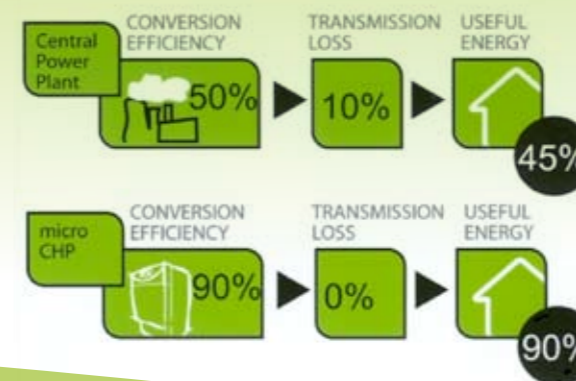 Central
Power
Plant
CONVERSION
EFFICIENCY
50%
TRANSMISSION
LOSS
10%
USEFUL
ENERGY
45%
micro
CHP
CONVERSION
EFFICIENCY
90%
TRANSMISSION
LOSS
0%
USEFUL
ENERGY
90%